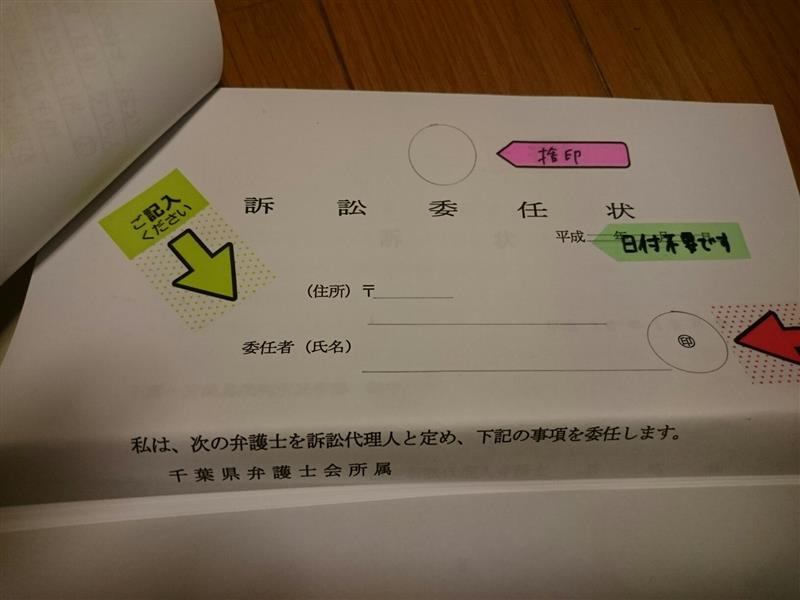 捨印
ご記入
ください
訴訟委任状
平成 年
日付不要です
(住所)〒
委任者(氏名)
印
私は、次の弁護士を訴訟代理人と定め、下記の事項を委任します。
千葉県弁護士会所属